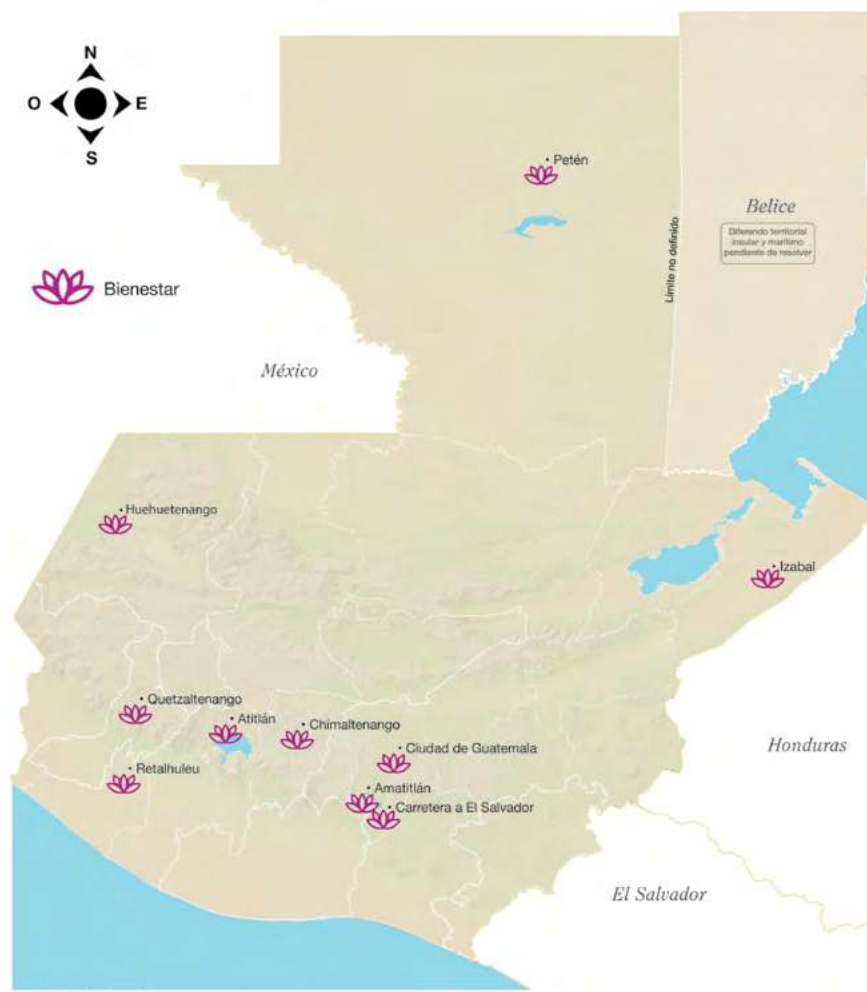 N
O
E
S
Petén
Belice
Diferendo territorial
insular y marítimo
pendiente de resolver
Límite no definido
Bienestar
México
Huehuetenango
Izabal
Quetzaltenango
Atitlán
Chimaltenango
Ciudad de Guatemala
Honduras
Retalhuleu
Amatitlán
Carretera a El Salvador
El Salvador